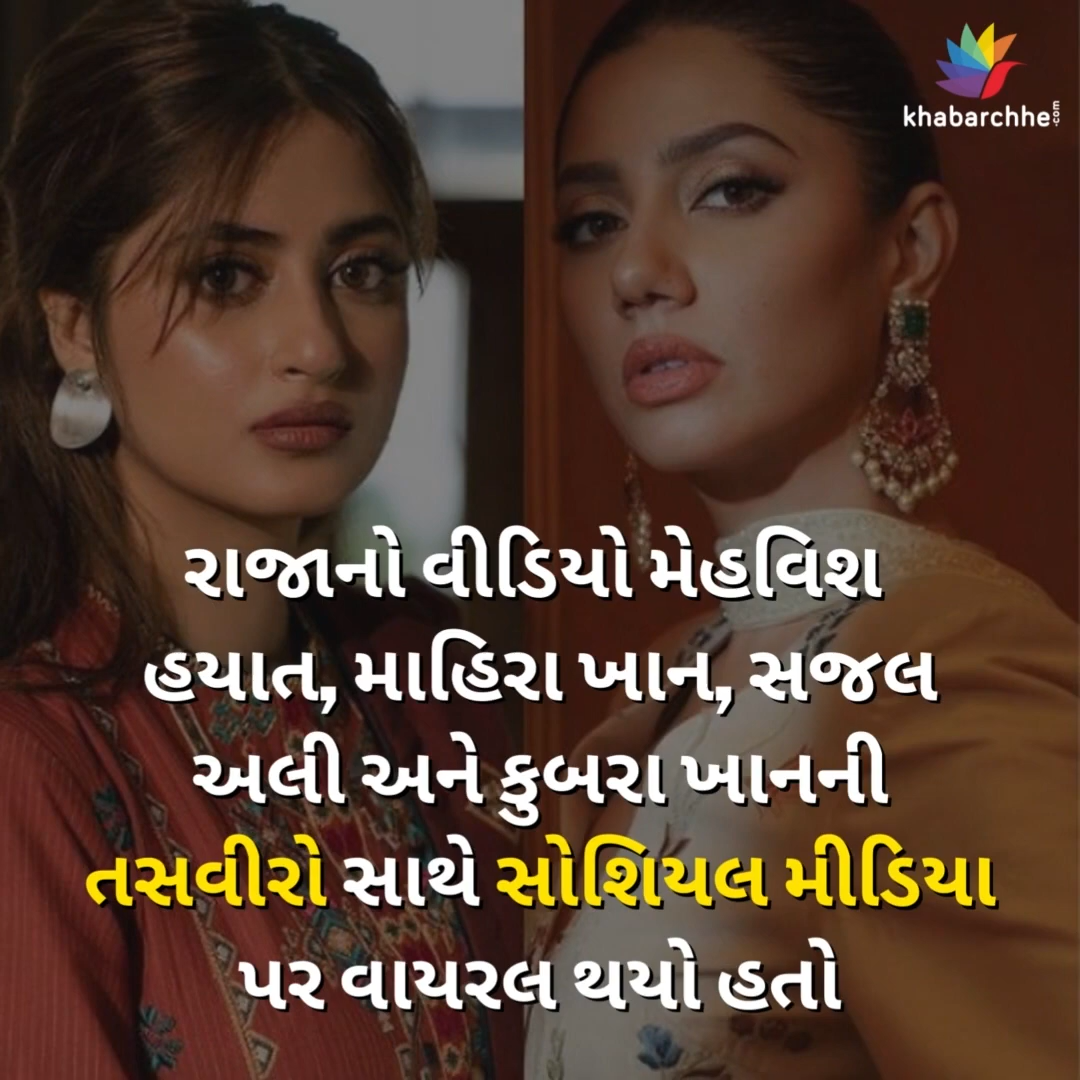 khabarchhe.com
રાજાનો વીડિયો મેહવિશ
હયાત, માહિરા ખાન, સજલ
અલી અને કુબરા ખાનની
તસવીરો સાથે સોશિયલ મીડિયા
પર વાયરલ થયો હતો